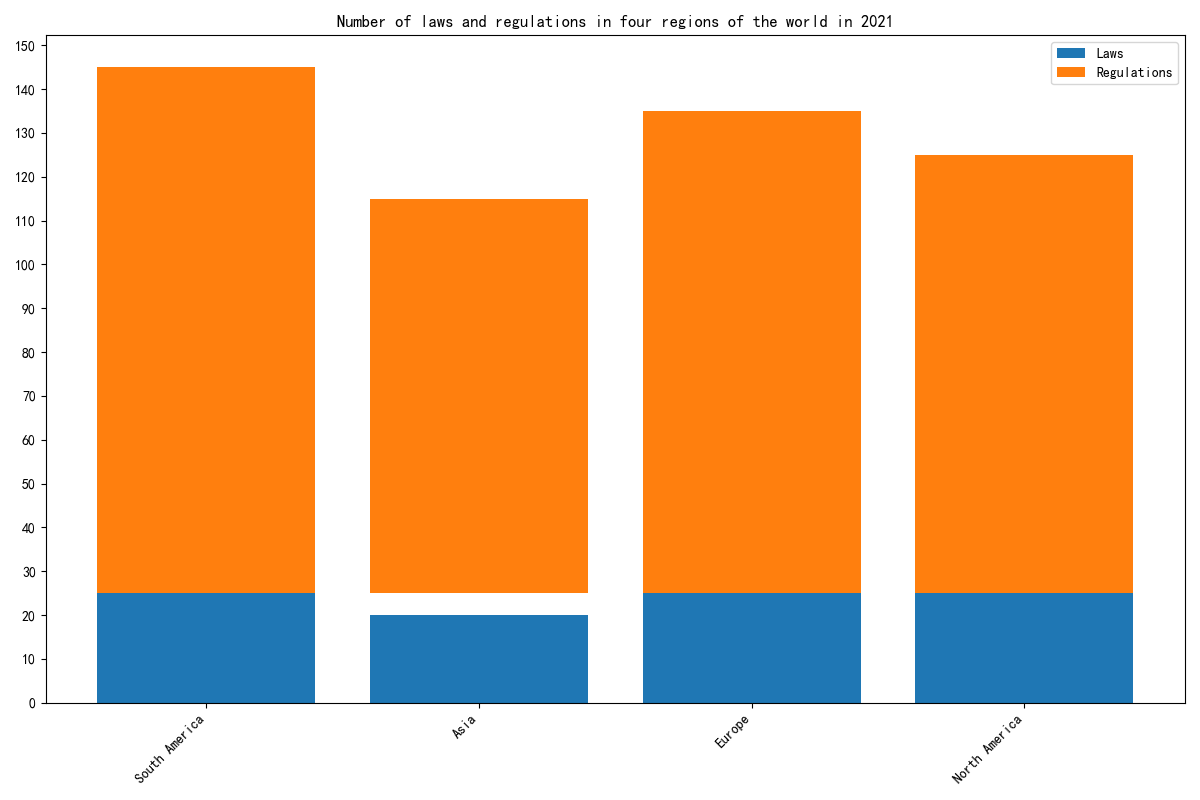 Number of laws and regulations in four regions of the world in 2021
Laws
Regulations
150
140
130
120
110
100
90
80
70
60
50
40
30
20
10
0
South America
Asia
Europe
North America